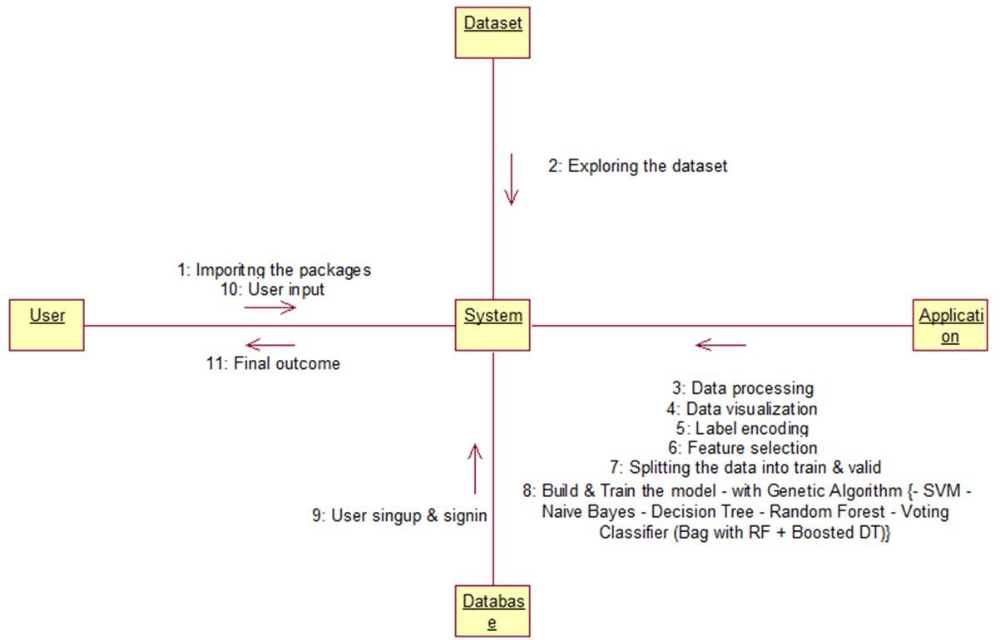 Dataset
2: Exploring the dataset
1: Imporitng the packages
10: User input
User
System
Applicati
on
11: Final outcome
3: Data processing
4: Data visualization
5: Label encoding
6: Feature selection
7: Splitting the data into train & valid
8: Build & Train the model - with Genetic Algorithm {- SVM -
Naive Bayes - Decision Tree - Random Forest - Voting
Classifier (Bag with RF + Boosted DT)}
9: User singup & signin
Databas
e